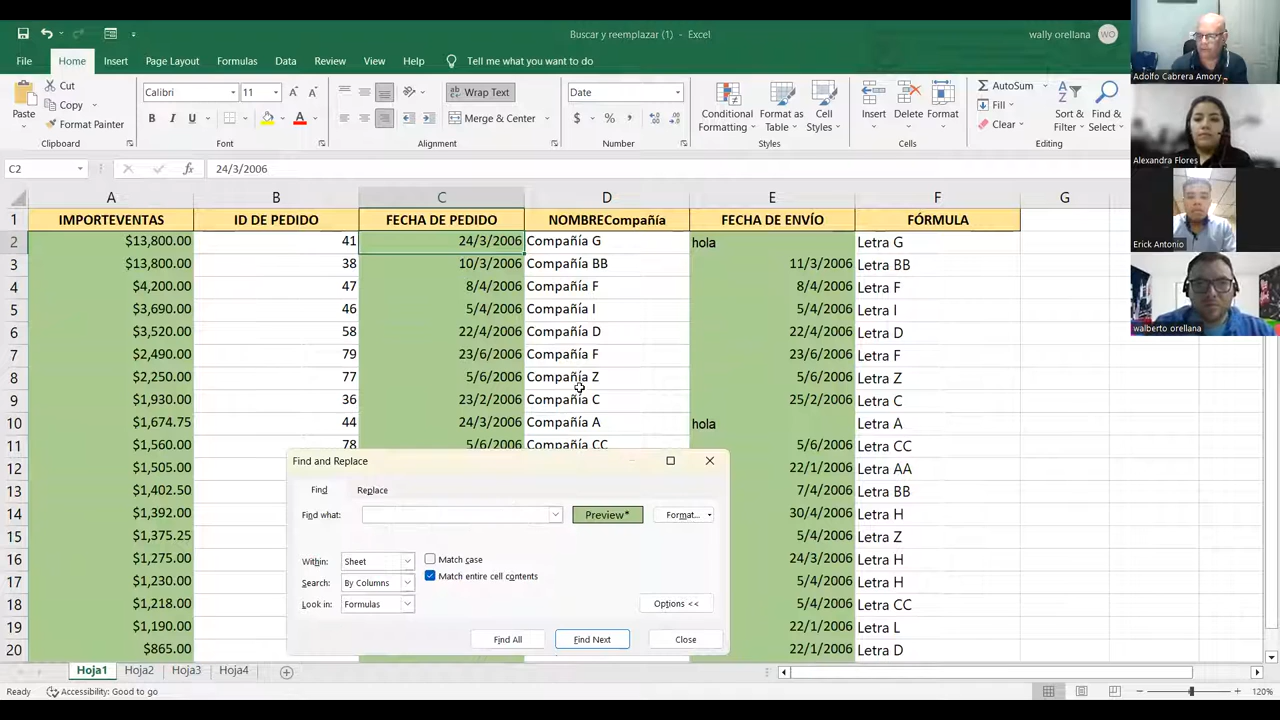 Buscar y reemplazar (1) - Excel
wally orellana
WO
File Home Insert Page Layout Formulas Data Review View Help Tell me what you want to do
Paste
Cut
Copy
Format Painter
Clipboard
Calibri 11
B I U A
Font
Wrap Text
Merge & Center
Alignment
Date
$ % ,
Number
Conditional Formatting
Format as Table
Cell Styles
Styles
Insert Delete Format
Cells
AutoSum
Fill
Clear
Sort & Filter
Find & Select
Editing
C2 fx 24/3/2006
A B C D E F G
1 IMPORTEVENTAS ID DE PEDIDO FECHA DE PEDIDO NOMBRECompañía FECHA DE ENVÍO FÓRMULA
2 $13,800.00 41 24/3/2006 Compañía G hola Letra G
3 $13,800.00 38 10/3/2006 Compañía BB 11/3/2006 Letra BB
4 $4,200.00 47 8/4/2006 Compañía F 8/4/2006 Letra F
5 $3,690.00 46 5/4/2006 Compañía I 5/4/2006 Letra I
6 $3,520.00 58 22/4/2006 Compañía D 22/4/2006 Letra D
7 $2,490.00 79 23/6/2006 Compañía F 23/6/2006 Letra F
8 $2,250.00 77 5/6/2006 Compañía Z 5/6/2006 Letra Z
9 $1,930.00 36 23/2/2006 Compañía C 25/2/2006 Letra C
10 $1,674.75 44 24/3/2006 Compañía A hola Letra A
11 $1,560.00 78 5/6/2006 Compañía CC 5/6/2006 Letra CC
12 $1,505.00 22/1/2006 Letra AA
13 $1,402.50 7/4/2006 Letra BB
14 $1,392.00 30/4/2006 Letra H
15 $1,375.25 5/4/2006 Letra Z
16 $1,275.00 24/3/2006 Letra H
17 $1,230.00 5/4/2006 Letra H
18 $1,218.00 5/4/2006 Letra CC
19 $1,190.00 22/1/2006 Letra L
20 $865.00 22/1/2006 Letra D
Find and Replace
Find Replace
Find what: Preview* Format...
Within: Sheet Match case
Search: By Columns Match entire cell contents
Look in: Formulas Options <<
Find All Find Next Close
Hoja1 Hoja2 Hoja3 Hoja4
Ready Accessibility: Good to go 120%
Adolfo Cabrera Amory
Alexandra Flores
Erick Antonio
walberto orellana